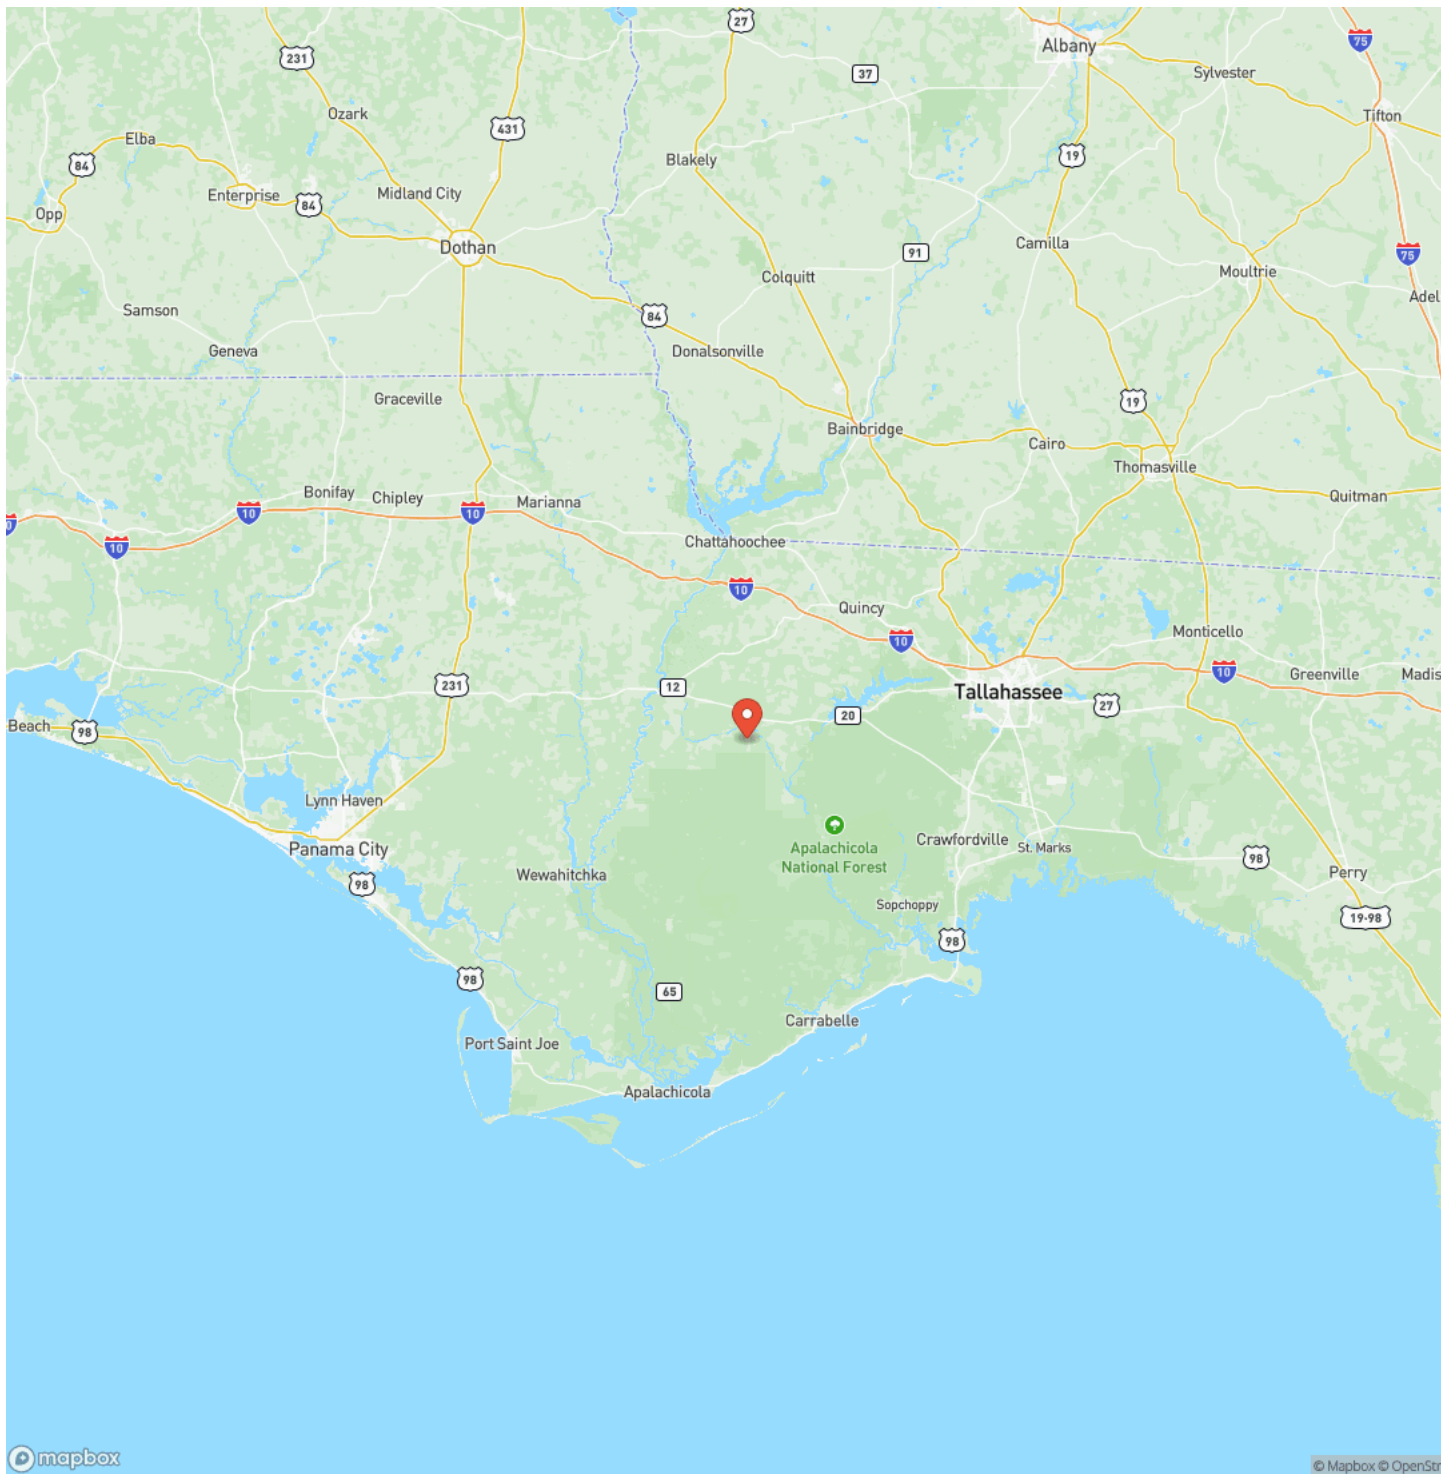 27
Albany
75
231
37
Sylvester
Ozark
Tifton
431
Elba
84
19
Blakely
Enterprise
84
Midland City
Opp
Dothan
91
Camilla
75
Colquitt
Moultrie
Adel
Samson
84
Geneva
Donalsonville
Graceville
19
Bainbridge
Cairo
Thomasville
Bonifay
Chipley
Marianna
Quitman
10
10
10
10
Chattahoochee
10
Quincy
10
Monticello
10
Greenville
Madis
231
12
Tallahassee
27
20
Beach
98
Lynn Haven
Apalachicola
National Forest
Crawfordville
St. Marks
Panama City
98
98
Wewahitchka
Perry
Sopchoppy
19-98
98
98
65
Carrabelle
Port Saint Joe
Apalachicola
mapbox
© Mapbox © OpenStr